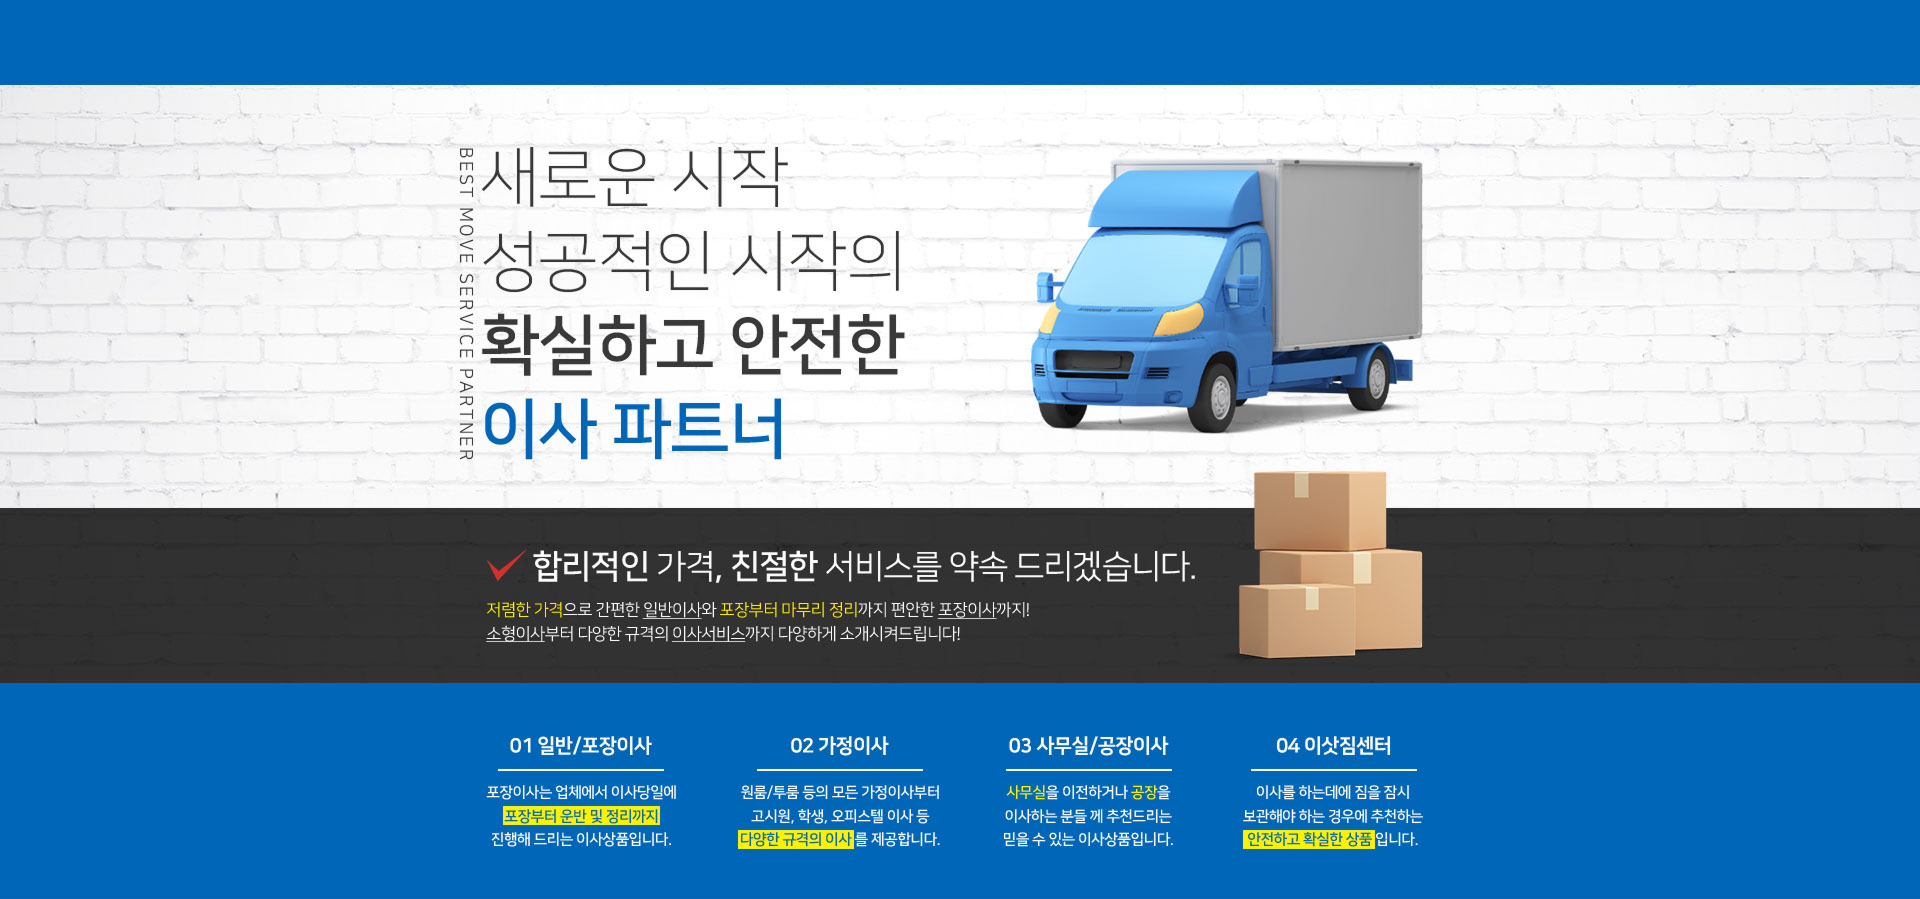 BEST MOVE SERVICE PARTNER
새로운 시작
성공적인 시작의
확실하고 안전한
이사 파트너
합리적인 가격, 친절한 서비스를 약속 드리겠습니다.
저렴한 가격으로 간편한 일반이사와 포장부터 마무리 정리까지 편안한 포장이사까지!
소형이사부터 다양한 규격의 이사서비스까지 다양하게 소개시켜드립니다!
01 일반/포장이사
포장이사는 업체에서 이사당일에
포장부터 운반 및 정리까지
진행해 드리는 이사상품입니다.
02 가정이사
원룸/투룸 등의 모든 가정이사부터
고시원, 학생, 오피스텔 이사 등
다양한 규격의 이사를 제공합니다.
03 사무실/공장이사
사무실을 이전하거나 공장을
이사하는 분들 께 추천드리는
믿을 수 있는 이사상품입니다.
04 이삿짐센터
이사를 하는데에 짐을 잠시
보관해야 하는 경우에 추천하는
안전하고 확실한 상품입니다.